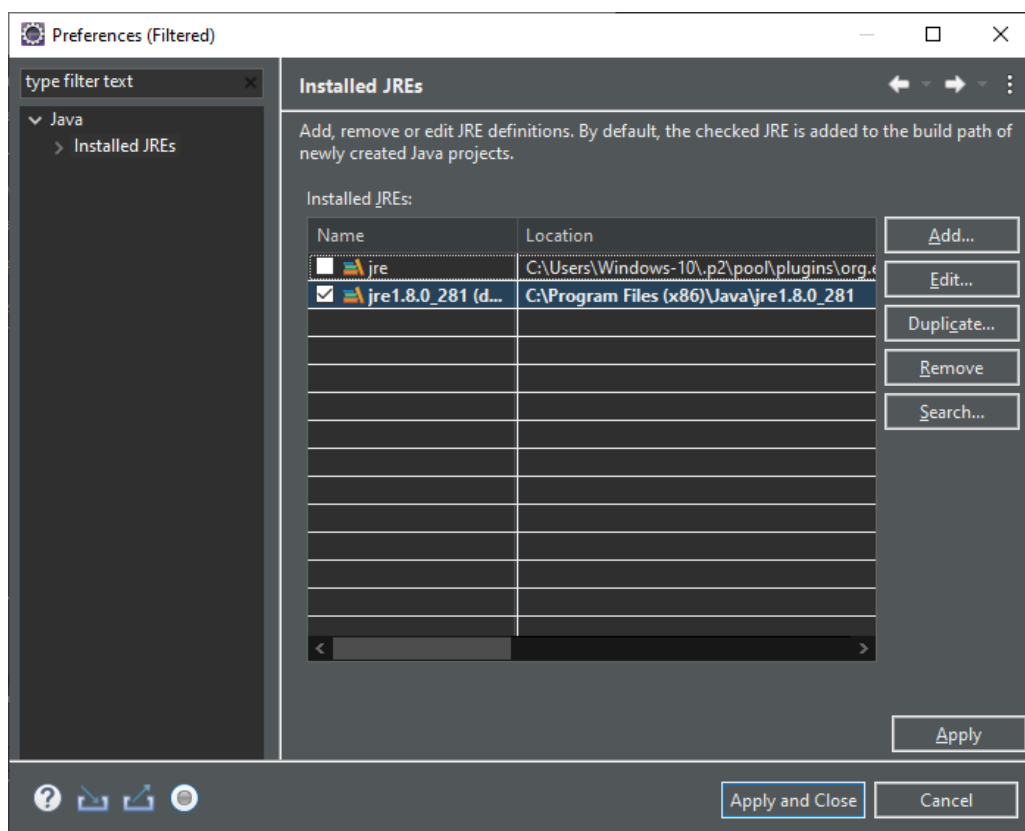 Preferences (Filtered)
type filter text
Java
Installed JREs
Installed JREs
Add, remove or edit JRE definitions. By default, the checked JRE is added to the build path of
newly created Java projects.
Installed JREs:
Name Location
jre C:\Users\Windows-10\.p2\pool\plugins\org.e
jre1.8.0_281 (d... C:\Program Files (x86)\Java\jre1.8.0_281
Add...
Edit...
Duplicate...
Remove
Search...
Apply
Apply and Close Cancel